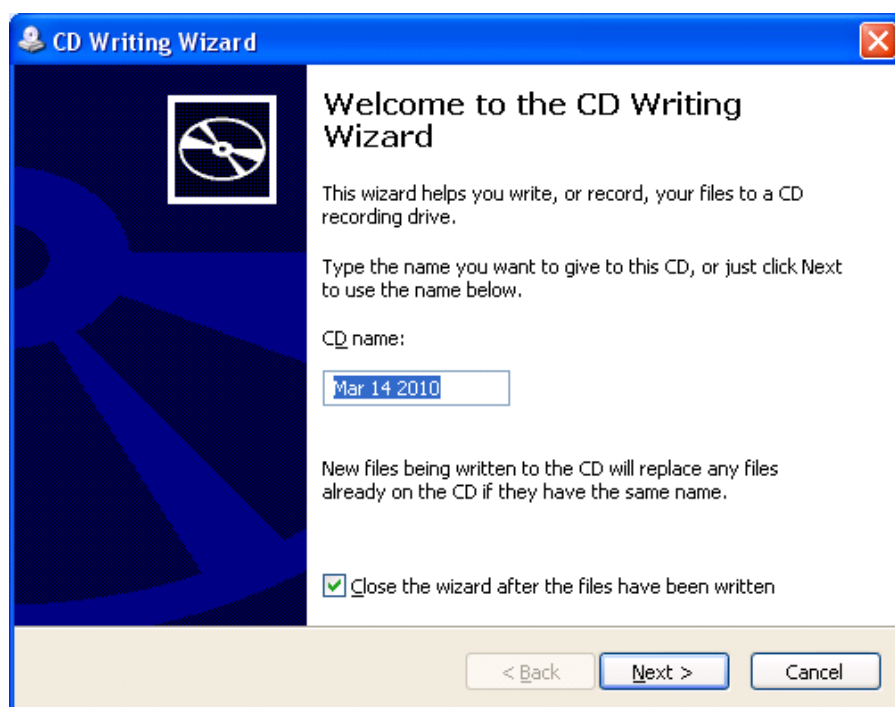 CD Writing Wizard
Welcome to the CD Writing
Wizard
This wizard helps you write, or record, your files to a CD
recording drive.
Type the name you want to give to this CD, or just click Next
to use the name below.
CD name:
Mar 14 2010
New files being written to the CD will replace any files
already on the CD if they have the same name.
Close the wizard after the files have been written
< Back Next > Cancel